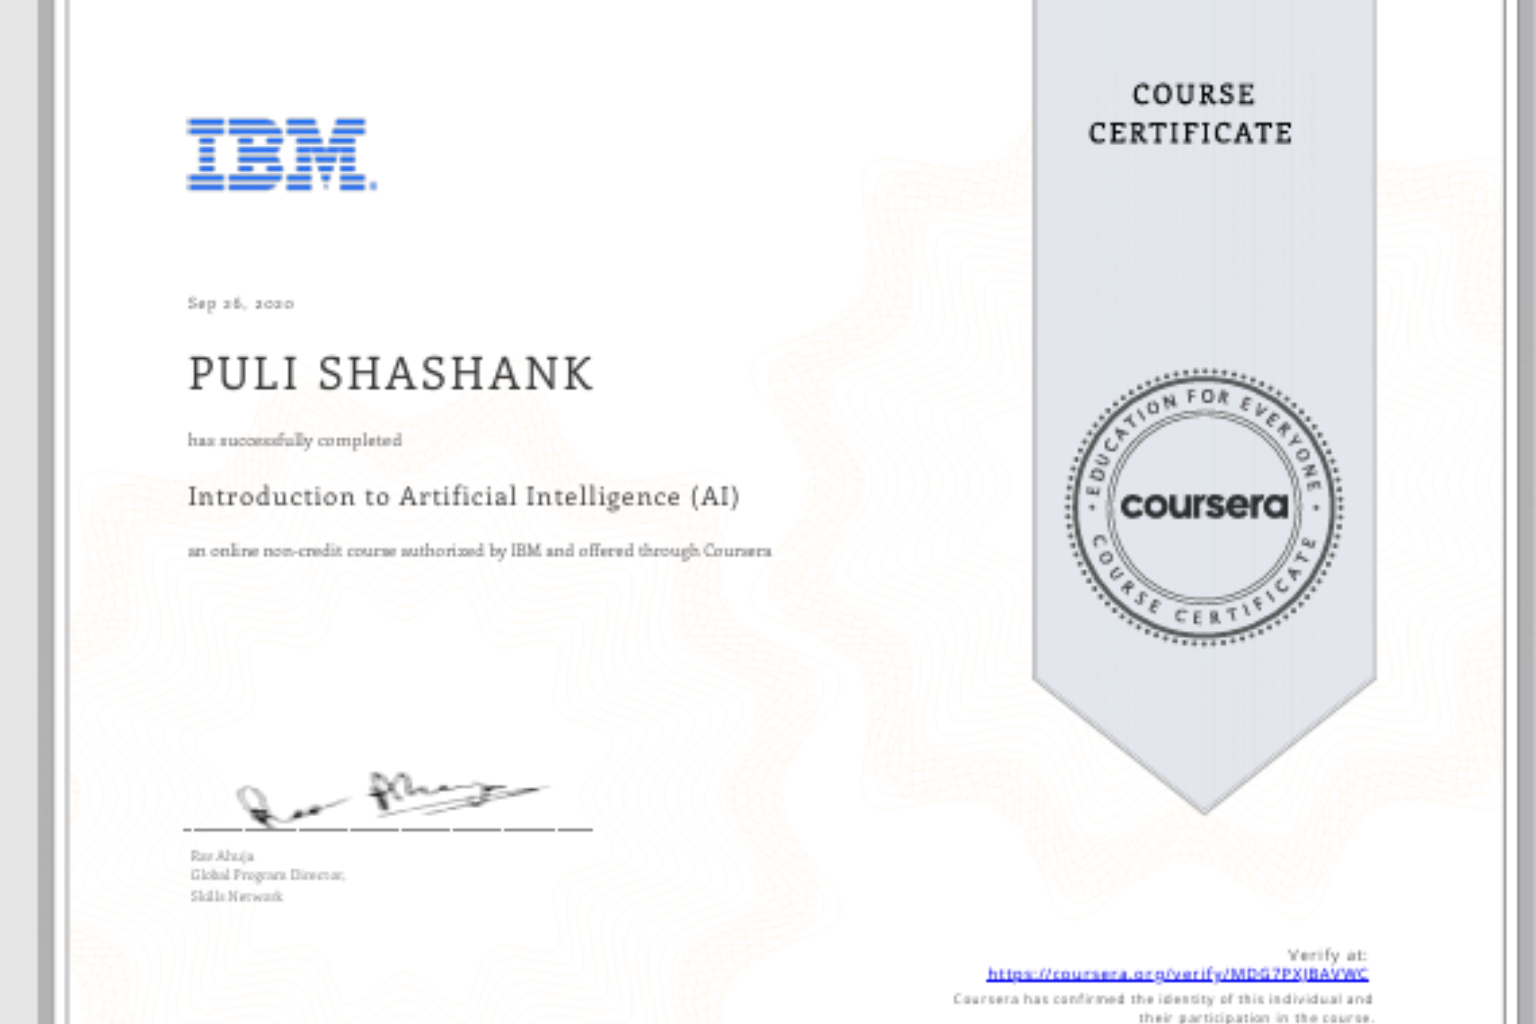 IBM.
COURSE
CERTIFICATE
Sep 26, 2020
PULI SHASHANK
has successfully completed
Introduction to Artificial Intelligence (AI)
an online non-credit course authorized by IBM and offered through Coursera
EDUCATION FOR EVERYONE
coursera
COURSE CERTIFICATE
Rav Ahuja
Global Program Director,
Skills Network
Verify at:
https://coursera.org/verify/MDG7PXJBAVWC
Coursera has confirmed the identity of this individual and
their participation in the course.